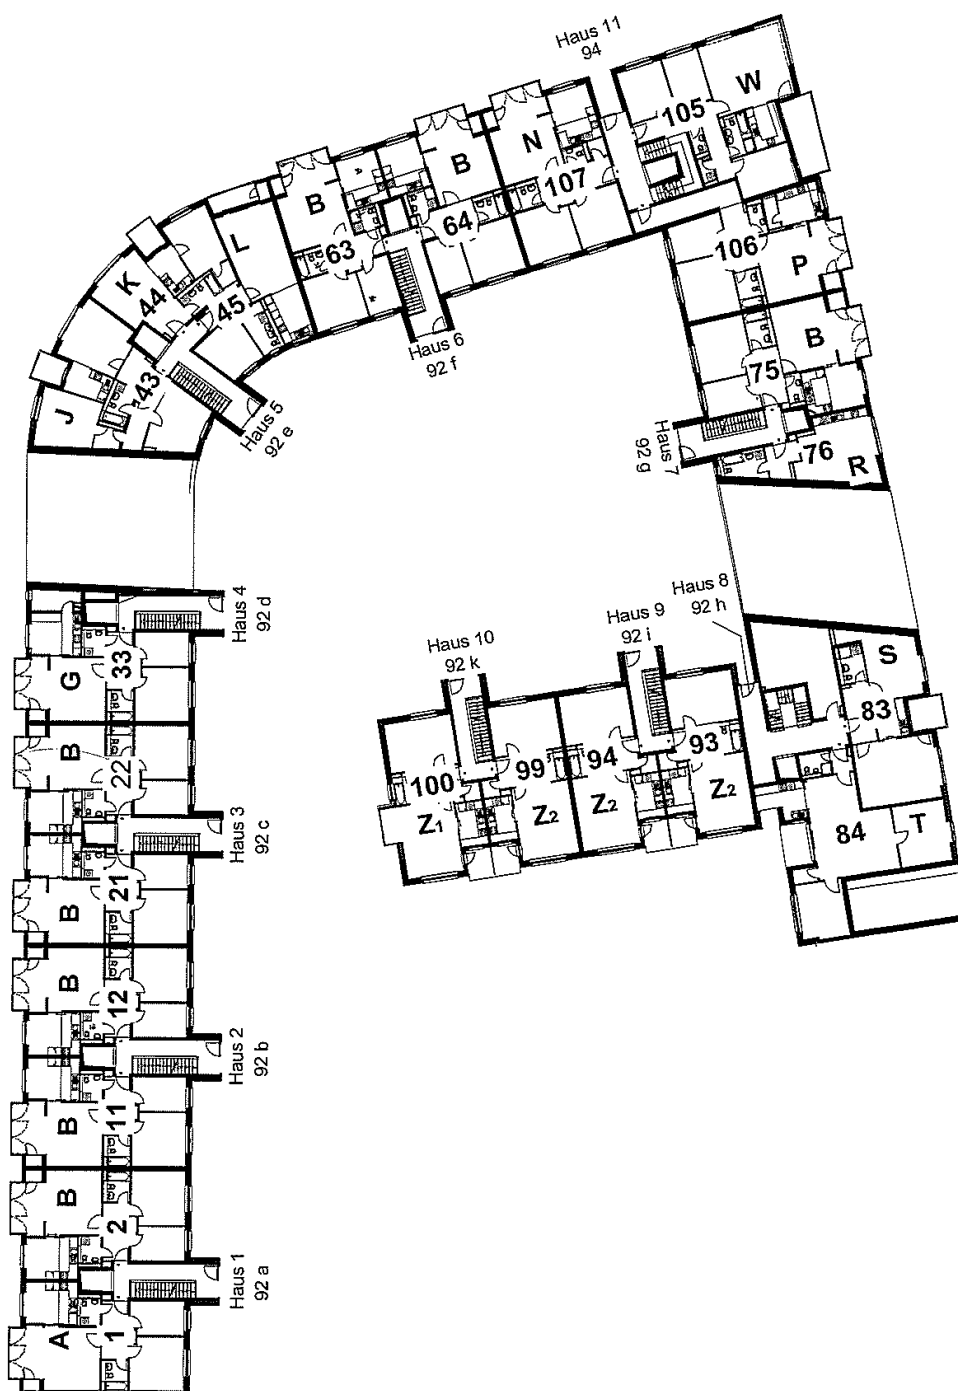 Haus 11
94
W
105
N
107
B
64
B
63
L
K
44
45
J
43
Haus 6
92 f
Haus 5
92 e
106
P
B
75
Haus 7
92 g
76
R
Haus 4
92 d
33
G
B
22
Haus 3
92 c
21
B
B
12
Haus 2
92 b
11
B
B
2
Haus 1
92 a
1
A
Haus 10
92 k
Haus 9
92 i
Haus 8
92 h
100
Z1
99
Z2
94
Z2
93
Z2
S
83
84
T